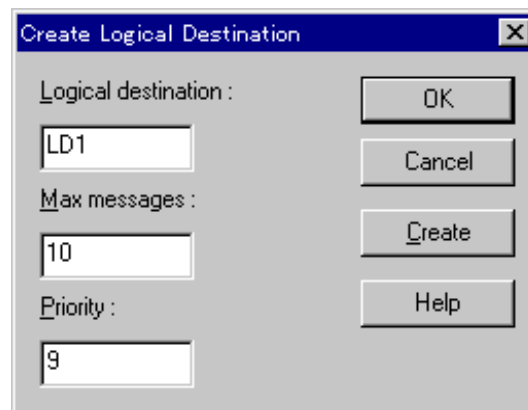 Create Logical Destination
Logical destination :
LD1
Max messages :
10
Priority :
9
OK
Cancel
Create
Help